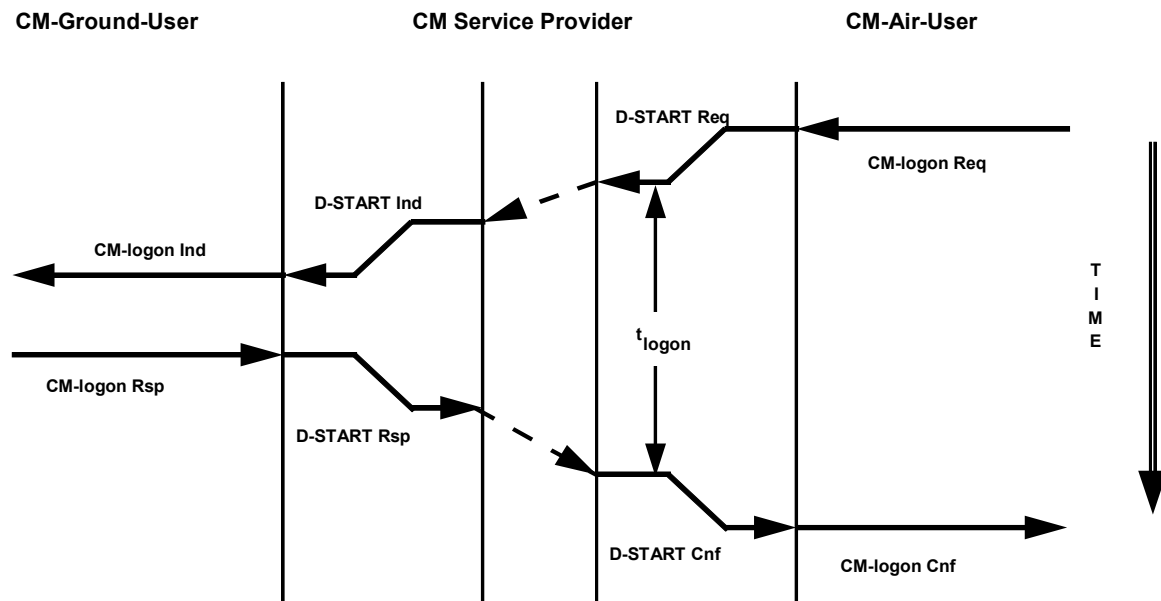 CM-Ground-User
CM Service Provider
CM-Air-User
D-START Req
CM-logon Req
D-START Ind
CM-logon Ind
T
I
M
E
t logon
CM-logon Rsp
D-START Rsp
D-START Cnf
CM-logon Cnf